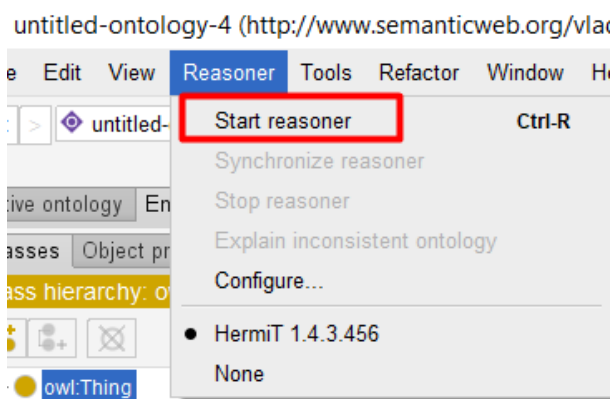 untitled-ontology-4 (http://www.semanticweb.org/vlad
Edit View Reasoner Tools Refactor Window
> untitled-
Start reasoner Ctrl-R
Synchronize reasoner
Stop reasoner
ive ontology En
Explain inconsistent ontology
asses Object pr
Configure...
ass hierarchy: o
HermiT 1.4.3.456
None
owl:Thing